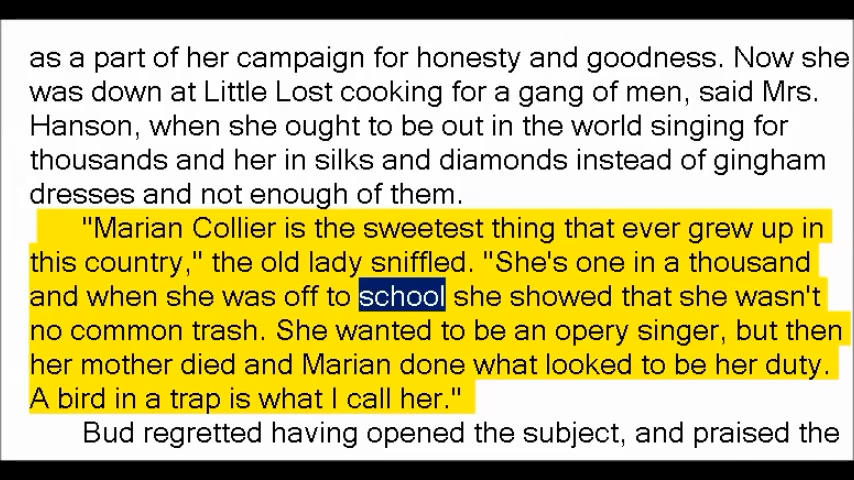 as a part of her campaign for honesty and goodness. Now she
was down at Little Lost cooking for a gang of men, said Mrs.
Hanson, when she ought to be out in the world singing for
thousands and her in silks and diamonds instead of gingham
dresses and not enough of them.
"Marian Collier is the sweetest thing that ever grew up in
this country," the old lady sniffled. "She's one in a thousand
and when she was off to school she showed that she wasn't
no common trash. She wanted to be an opery singer, but then
her mother died and Marian done what looked to be her duty.
A bird in a trap is what I call her."
Bud regretted having opened the subject, and praised the